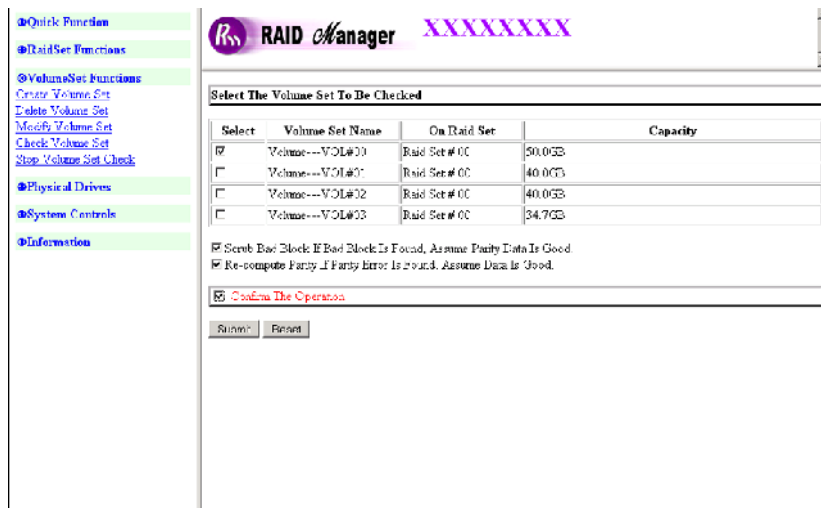 Quick Function
RaidSet Functions
VolumeSet Functions
Create Volume Set
Delete Volume Set
Modify Volume Set
Check Volume Set
Stop Volume Set Check
Physical Drives
System Controls
Information
RAID Manager XXXXXXXX
Select The Volume Set To Be Checked
Select Volume Set Name On Raid Set Capacity
Volume---VOL#00 Raid Set # 00 50.0GB
Volume---VOL#01 Raid Set # 00 40.0GB
Volume---VOL#02 Raid Set # 00 40.0GB
Volume---VOL#03 Raid Set # 00 34.7GB
Scrub Bad Block If Bad Block Is Found, Assume Parity Data Is Good.
Re-compute Parity If Parity Error Is Found, Assume Data Is Good.
Confirm The Operation
Submit Reset